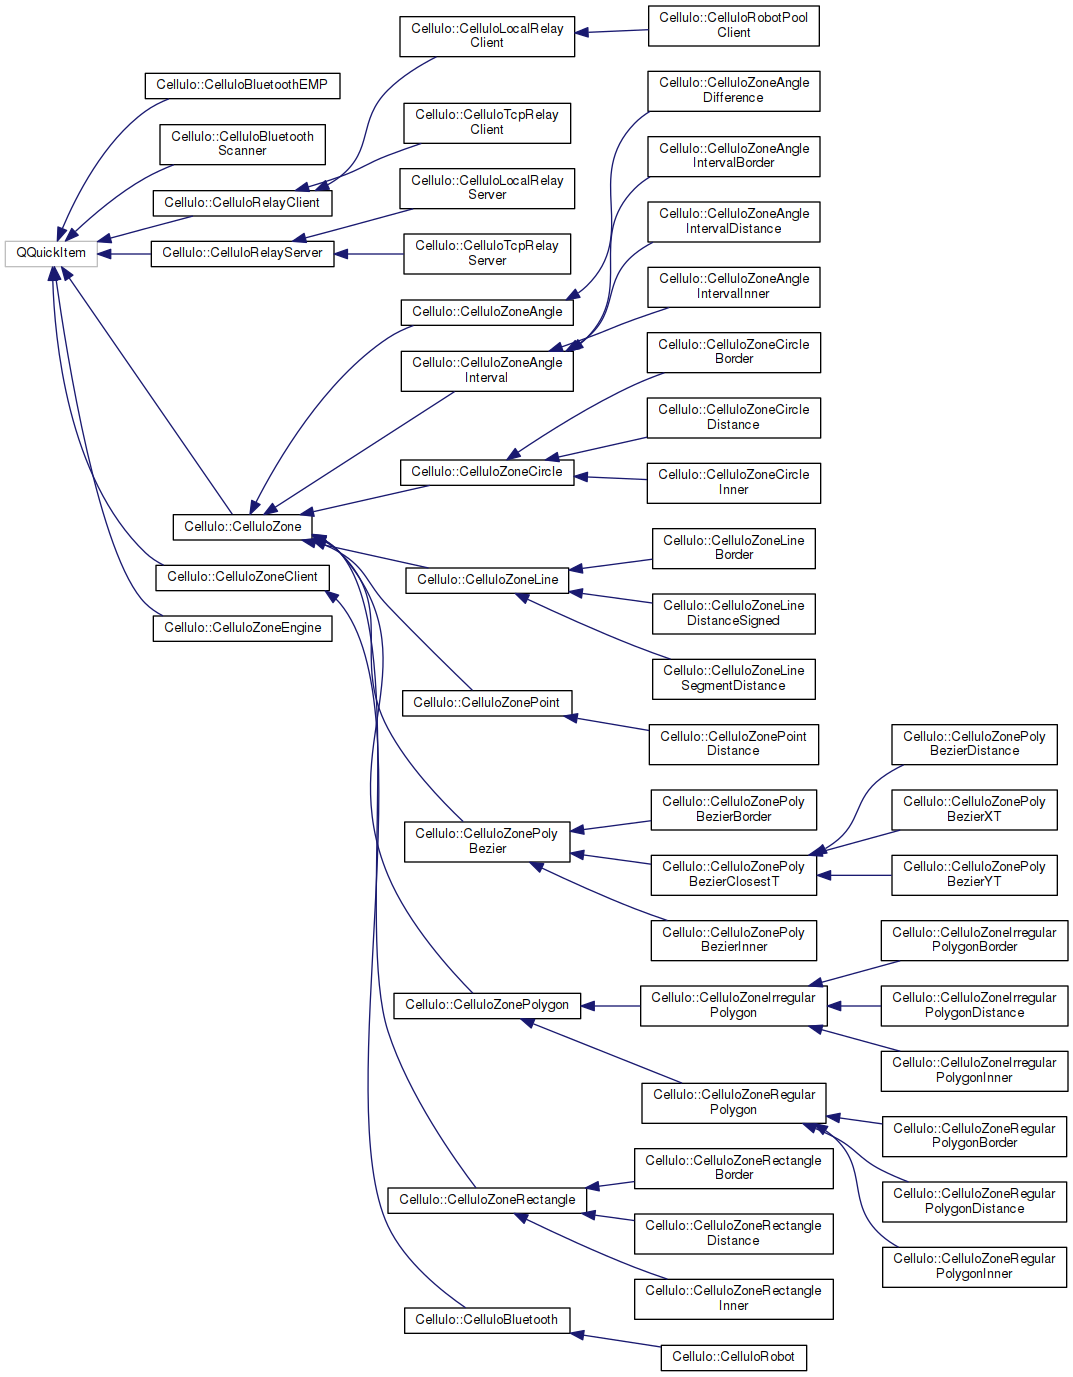 Cellulo::CelluloRobotPool
Client
Cellulo::CelluloLocalRelay
Client
Cellulo::CelluloBluetoothEMP
Cellulo::CelluloZoneAngle
Difference
Cellulo::CelluloTcpRelay
Client
Cellulo::CelluloBluetooth
Scanner
Cellulo::CelluloZoneAngle
IntervalBorder
Cellulo::CelluloLocalRelay
Server
Cellulo::CelluloRelayClient
Cellulo::CelluloZoneAngle
IntervalDistance
QQuickItem
Cellulo::CelluloRelayServer
Cellulo::CelluloTcpRelay
Server
Cellulo::CelluloZoneAngle
IntervalInner
Cellulo::CelluloZoneAngle
Cellulo::CelluloZoneCircle
Border
Cellulo::CelluloZoneAngle
Interval
Cellulo::CelluloZoneCircle
Distance
Cellulo::CelluloZoneCircle
Cellulo::CelluloZoneCircle
Inner
Cellulo::CelluloZone
Cellulo::CelluloZoneLine
Border
Cellulo::CelluloZoneClient
Cellulo::CelluloZoneLine
Cellulo::CelluloZoneLine
DistanceSigned
Cellulo::CelluloZoneEngine
Cellulo::CelluloZoneLine
SegmentDistance
Cellulo::CelluloZonePoint
Cellulo::CelluloZonePoint
Distance
Cellulo::CelluloZonePoly
BezierDistance
Cellulo::CelluloZonePoly
BezierBorder
Cellulo::CelluloZonePoly
BezierXT
Cellulo::CelluloZonePoly
Bezier
Cellulo::CelluloZonePoly
BezierClosestT
Cellulo::CelluloZonePoly
BezierYT
Cellulo::CelluloZonePoly
BezierInner
Cellulo::CelluloZoneIrregular
PolygonBorder
Cellulo::CelluloZonePolygon
Cellulo::CelluloZoneIrregular
Polygon
Cellulo::CelluloZoneIrregular
PolygonDistance
Cellulo::CelluloZoneIrregular
PolygonInner
Cellulo::CelluloZoneRegular
Polygon
Cellulo::CelluloZoneRegular
PolygonBorder
Cellulo::CelluloZoneRectangle
Border
Cellulo::CelluloZoneRectangle
Cellulo::CelluloZoneRegular
PolygonDistance
Cellulo::CelluloZoneRectangle
Distance
Cellulo::CelluloZoneRegular
PolygonInner
Cellulo::CelluloZoneRectangle
Inner
Cellulo::CelluloBluetooth
Cellulo::CelluloRobot